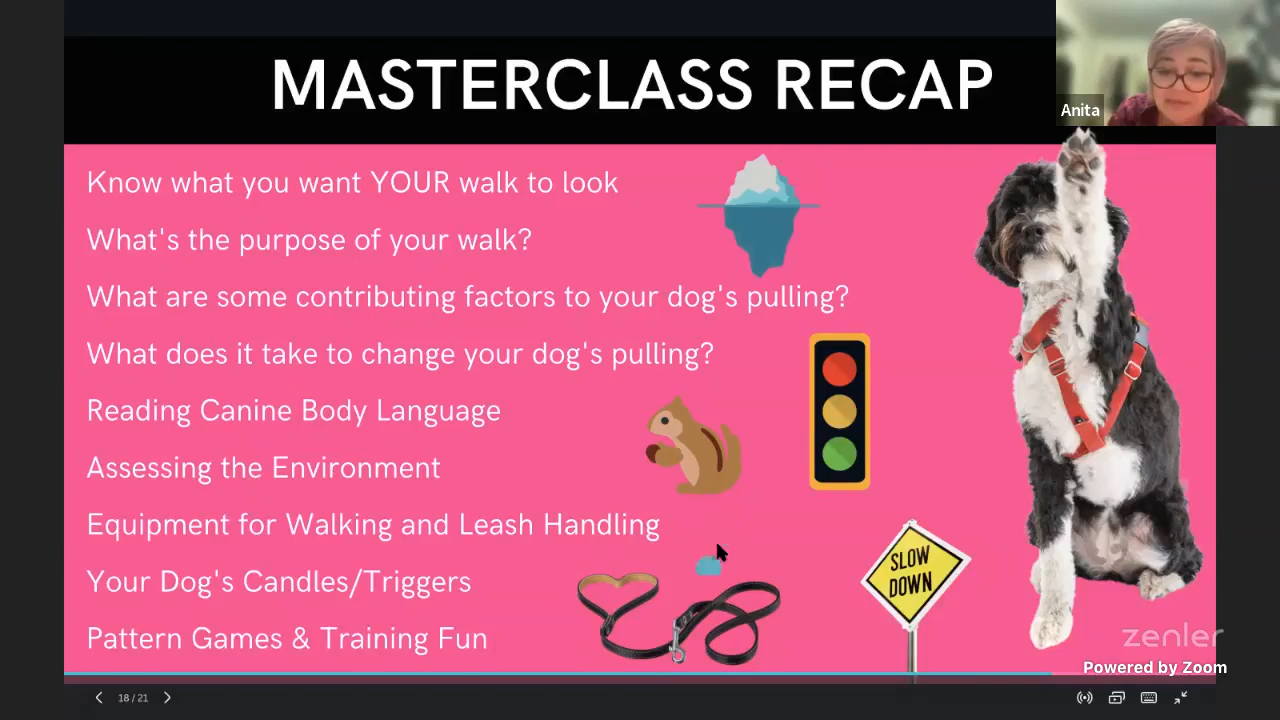 MASTERCLASS RECAP
Anita
Know what you want YOUR walk to look
What's the purpose of your walk?
What are some contributing factors to your dog's pulling?
What does it take to change your dog's pulling?
Reading Canine Body Language
Assessing the Environment
Equipment for Walking and Leash Handling
SLOW
DOWN
Your Dog's Candles/Triggers
Pattern Games & Training Fun
zenler
Powered by Zoom
18 / 21